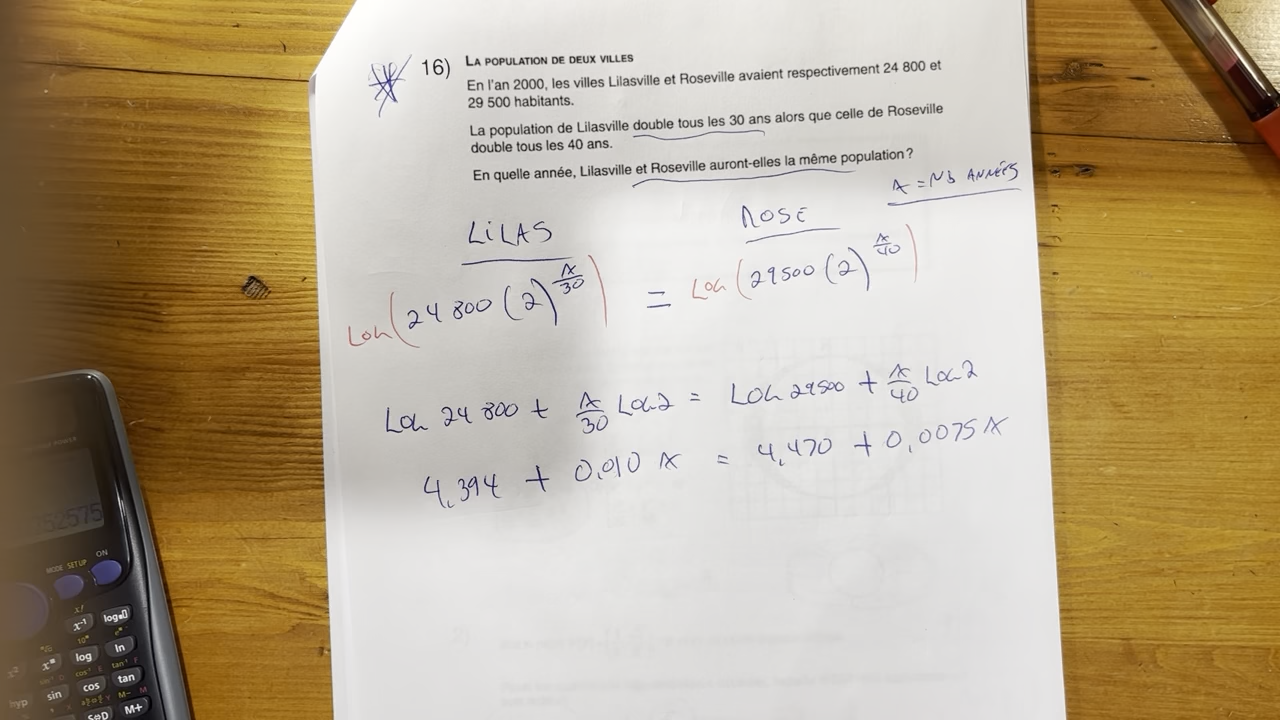 16) LA POPULATION DE DEUX VILLES
En l'an 2000, les villes Lilasville et Roseville avaient respectivement 24 800 et
29 500 habitants.
La population de Lilasville double tous les 30 ans alors que celle de Roseville
double tous les 40 ans.
En quelle année, Lilasville et Roseville auront-elles la même population ?
A = Nb ANNÉES
LILAS ROSE
LOG(24 800 (2)^(A/30)) = LOG(29500 (2)^(A/40))
LOG 24 800 + A/30 LOG 2 = LOG 29500 + A/40 LOG 2
4,394 + 0,010 A = 4,470 + 0,0075 A
52575
MODE SETUP ON
x!
x⁻¹ log
log ln
hyp sin cos tan
S⇔D M+